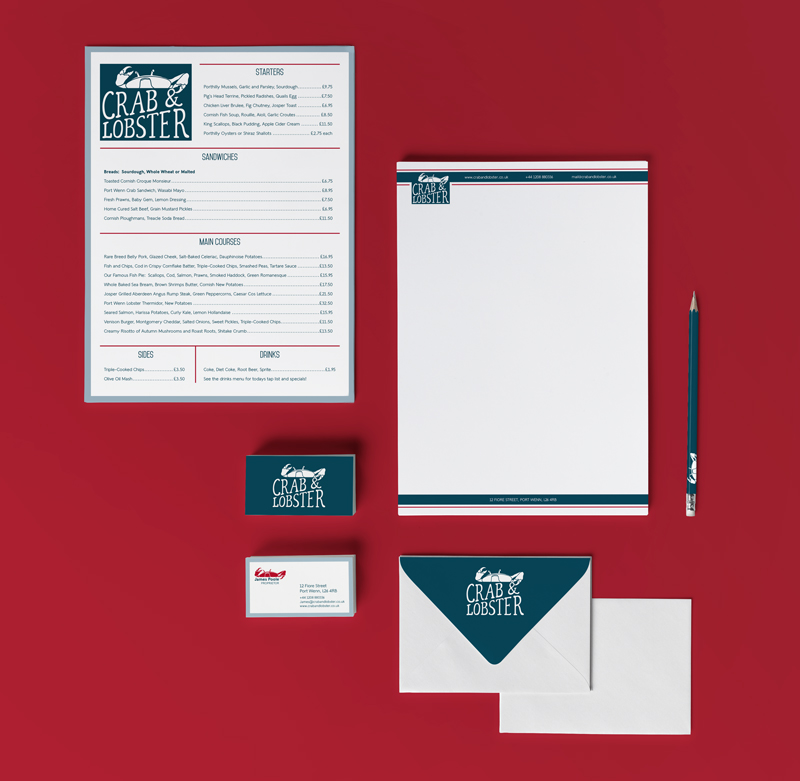 CRAB &
LOBSTER
STARTERS
Porthilly Mussels, Garlic and Parsley, Sourdough £9.75
Pig's Head Terrine, Pickled Radishes, Quails Egg £7.50
Chicken Liver Brulee, Fig Chutney, Josper Toast £6.95
Cornish Fish Soup, Rouille, Aioli, Garlic Croutes £8.50
King Scallops, Black Pudding, Apple Cider Cream £11.50
Porthilly Oysters or Shiraz Shallots £2.75 each
SANDWICHES
Breads: Sourdough, Whole Wheat or Malted
Toasted Cornish Croque Monsieur £6.75
Port Wenn Crab Sandwich, Wasabi Mayo £8.95
Fresh Prawns, Baby Gem, Lemon Dressing £7.50
Home Cured Salt Beef, Grain Mustard Pickles £6.95
Cornish Ploughmans, Treacle Soda Bread £11.50
MAIN COURSES
Rare Breed Belly Pork, Glazed Cheek, Salt-Baked Celeriac, Dauphinoise Potatoes £16.95
Fish and Chips, Cod in Crispy Cornflake Batter, Triple-Cooked Chips, Smashed Peas, Tartare Sauce £13.50
Our Famous Fish Pie: Scallops, Cod, Salmon, Prawns, Smoked Haddock, Green Romanesque £15.95
Whole Baked Sea Bream, Brown Shrimps Butter, Cornish New Potatoes £17.50
Josper Grilled Aberdeen Angus Rump Steak, Green Peppercorns, Caesar Cos Lettuce £21.50
Port Wenn Lobster Thermidor, New Potatoes £32.50
Seared Salmon, Harissa Potatoes, Curly Kale, Lemon Hollandaise £15.95
Venison Burger, Montgomery Cheddar, Salted Onions, Sweet Pickles, Triple-Cooked Chips £11.50
Creamy Risotto of Autumn Mushrooms and Roast Roots, Shitake Crumb £13.50
SIDES
Triple-Cooked Chips £3.50
Olive Oil Mash £3.50
DRINKS
Coke, Diet Coke, Root Beer, Sprite £1.95
See the drinks menu for todays tap list and specials!
CRAB &
LOBSTER
www.crabandlobster.co.uk
+44 1208 880316
mail@crabandlobster.co.uk
12 FIORE STREET, PORT WENN,
CRAB &
LOBSTER
James Poole
PROPRIETOR
12 Fiore Street
Port Wenn,
+44 1208 880316
james@crabandlobster.co.uk
www.crabandlobster.co.uk
CRAB &
LOBSTER